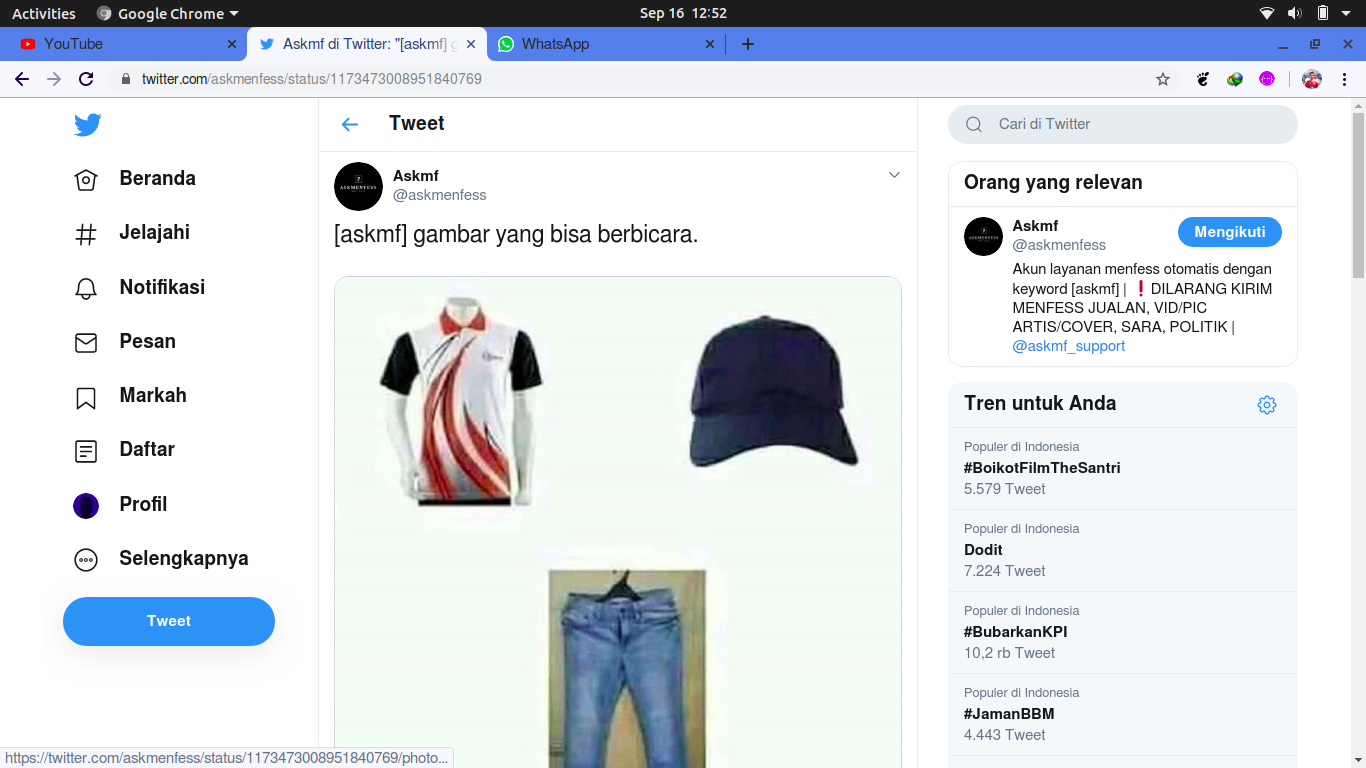 Activities
Google Chrome
Sep 16 12:52
YouTube
Askmf di Twitter: "[askmf] g
WhatsApp
twitter.com/askmenfess/status/1173473008951840769
Beranda
Jelajahi
Notifikasi
Pesan
Markah
Daftar
Profil
Selengkapnya
Tweet
Tweet
ASKMENFESS
Askmf
@askmenfess
[askmf] gambar yang bisa berbicara.
Cari di Twitter
Orang yang relevan
Askmf
@askmenfess
Mengikuti
Akun layanan menfess otomatis dengan
keyword [askmf] | ❗DILARANG KIRIM
MENFESS JUALAN, VID/PIC
ARTIS/COVER, SARA, POLITIK |
@askmf_support
Tren untuk Anda
Populer di Indonesia
#BoikotFilmTheSantri
5.579 Tweet
Populer di Indonesia
Dodit
7.224 Tweet
Populer di Indonesia
#BubarkanKPI
10,2 rb Tweet
Populer di Indonesia
#JamanBBM
4.443 Tweet
https://twitter.com/askmenfess/status/1173473008951840769/photo...